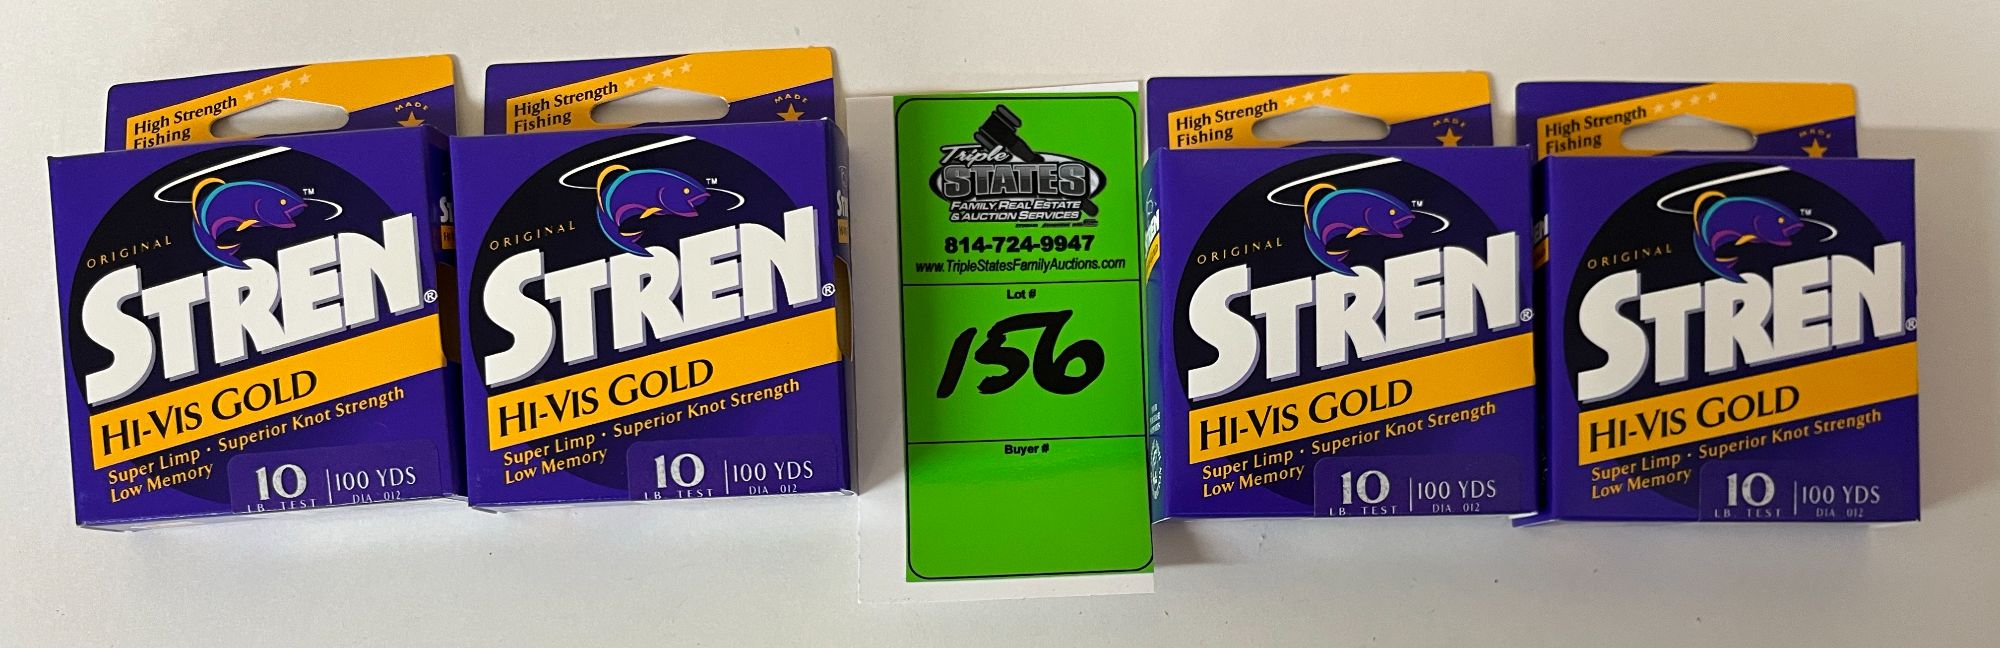 High Strength
Fishing
MADE
ORIGINAL
STREN®
TM
HI-VIS GOLD
Super Limp · Superior Knot Strength
Low Memory
10 | 100 YDS
LB. TEST DIA .012
High Strength
Fishing
MADE
ORIGINAL
STREN®
TM
HI-VIS GOLD
Super Limp · Superior Knot Strength
Low Memory
10 | 100 YDS
LB. TEST DIA .012
Triple
STATES
FAMILY REAL ESTATE
& AUCTION SERVICES
814-724-9947
www.TripleStatesFamilyAuctions.com
Lot #
156
Buyer #
High Strength
Fishing
MADE
ORIGINAL
STREN®
TM
HI-VIS GOLD
Super Limp · Superior Knot Strength
Low Memory
10 | 100 YDS
LB. TEST DIA .012
High Strength
Fishing
MADE
ORIGINAL
STREN®
TM
HI-VIS GOLD
Super Limp · Superior Knot Strength
Low Memory
10 | 100 YDS
LB. TEST DIA .012